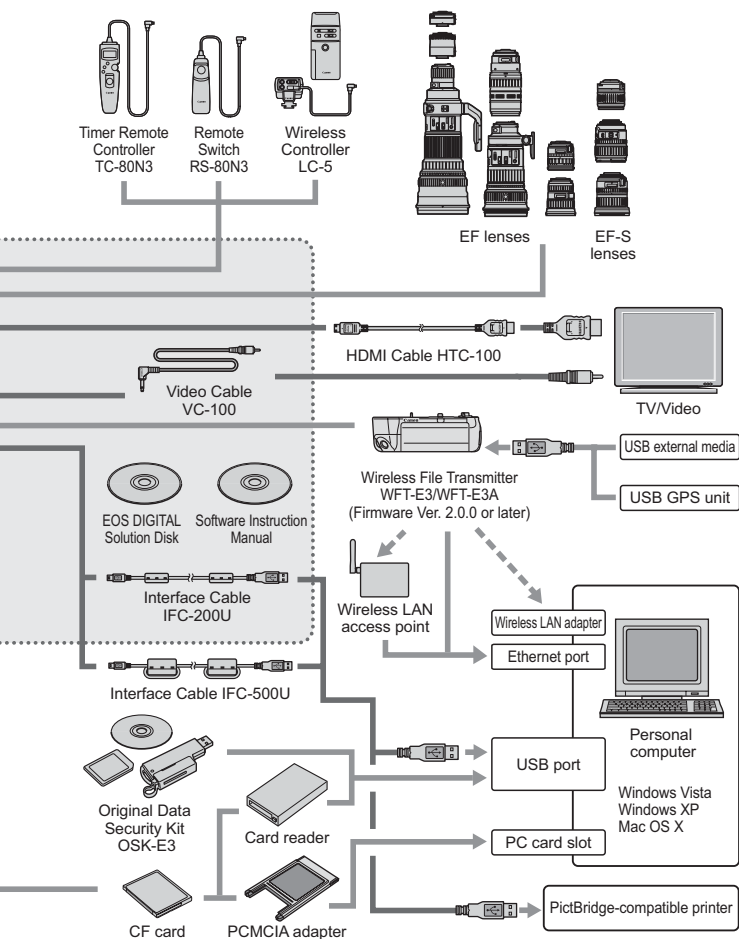 Timer Remote
Controller
TC-80N3
Remote
Switch
RS-80N3
Wireless
Controller
LC-5
EF lenses
EF-S
lenses
HDMI Cable HTC-100
Video Cable
VC-100
TV/Video
USB external media
USB GPS unit
Wireless File Transmitter
WFT-E3/WFT-E3A
(Firmware Ver. 2.0.0 or later)
EOS DIGITAL
Solution Disk
Software Instruction
Manual
Interface Cable
IFC-200U
Wireless LAN
access point
Wireless LAN adapter
Ethernet port
Interface Cable IFC-500U
Personal
computer
Windows Vista
Windows XP
Mac OS X
USB port
Original Data
Security Kit
OSK-E3
Card reader
PC card slot
CF card
PCMCIA adapter
PictBridge-compatible printer